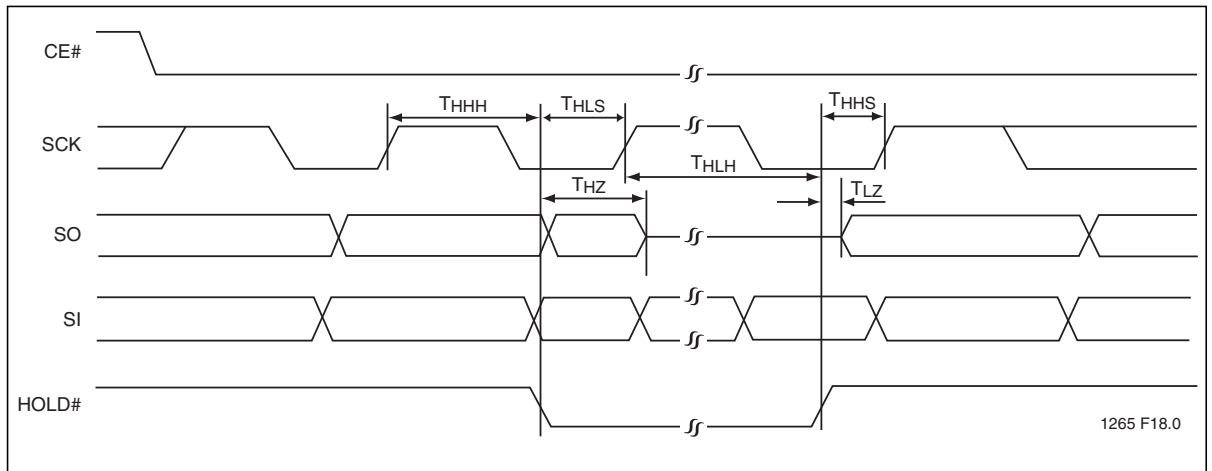 CE#
THHH
THLS
THHS
SCK
THLH
THZ
TLZ
SO
SI
HOLD#
1265 F18.0